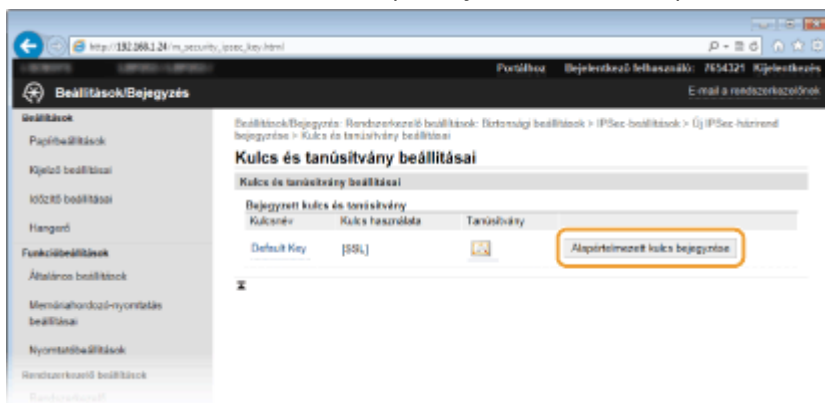 http://192.168.1.24/m_security_ipsec_key.html
Portálhoz Bejelentkező felhasználó: 7654321 Kijelentkezés
Beállítások/Bejegyzés
E-mail a rendszerkezelőnek
Beállítások
Papírbeállítások
Kijelző beállításai
Időzítő beállításai
Hangerő
Funkcióbeállítások
Általános beállítások
Memóriahordozó-nyomtatás
beállításai
Nyomtatóbeállítások
Rendszerkezelő beállítások
Beállítások/Bejegyzés: Rendszerkezelő beállítások: Biztonsági beállítások > IPSec-beállítások > Új IPSec-házirend
bejegyzése > Kulcs és tanúsítvány beállításai
Kulcs és tanúsítvány beállításai
Kulcs és tanúsítvány beállításai
Bejegyzett kulcs és tanúsítvány
Kulcsnév Kulcs használata Tanúsítvány
Default Key [SSL] Alapértelmezett kulcs bejegyzése